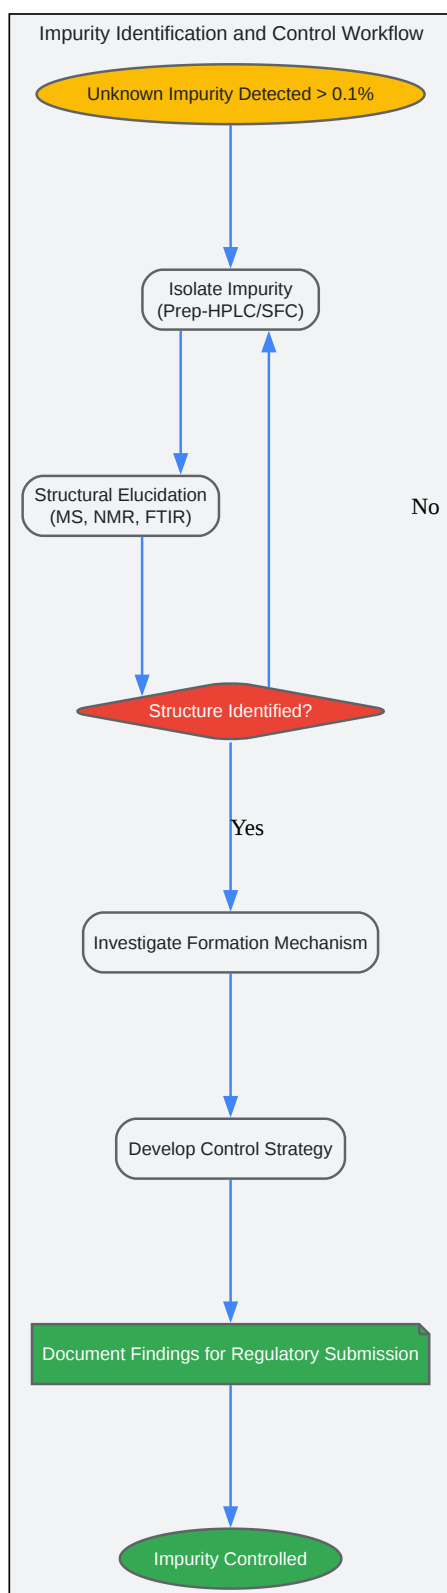 Impurity Identification and Control Workflow
Unknown Impurity Detected > 0.1%
Isolate Impurity
(Prep-HPLC/SFC)
Structural Elucidation
(MS, NMR, FTIR)
No
Structure Identified?
Yes
Investigate Formation Mechanism
Develop Control Strategy
Document Findings for Regulatory Submission
Impurity Controlled